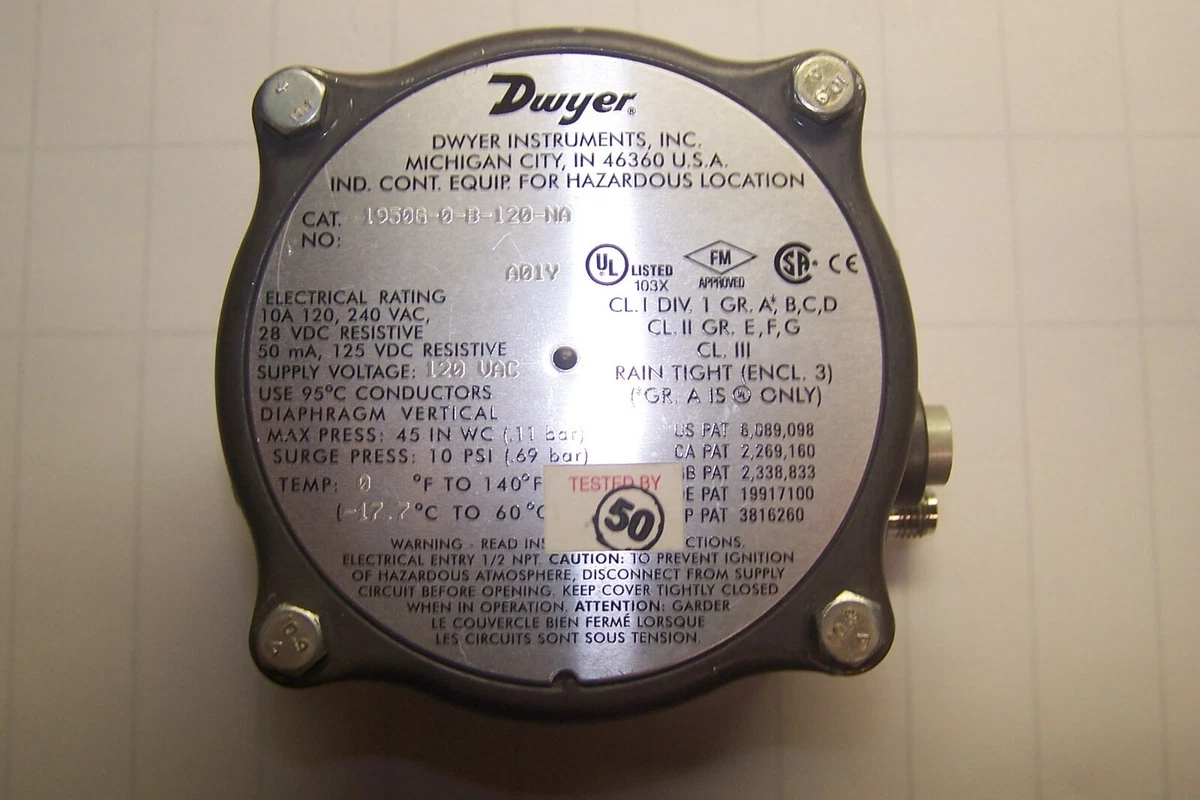 Dwyer®
DWYER INSTRUMENTS, INC.
MICHIGAN CITY, IN 46360 U.S.A.
IND. CONT. EQUIP. FOR HAZARDOUS LOCATION
CAT. NO: 1950G-0-B-120-NA
A01Y
UL LISTED 103X
FM APPROVED
SA
CE
ELECTRICAL RATING
10A 120, 240 VAC,
28 VDC RESISTIVE
50 mA, 125 VDC RESISTIVE
SUPPLY VOLTAGE: 120 VAC
USE 95°C CONDUCTORS
DIAPHRAGM VERTICAL
MAX PRESS: 45 IN WC (.11 bar)
SURGE PRESS: 10 PSI (.69 bar)
TEMP: 0 °F TO 140°F
(-17.7°C TO 60°C
CL.I DIV. 1 GR. A*, B,C,D
CL.II GR. E,F,G
CL. III
RAIN TIGHT (ENCL. 3)
(*GR. A IS UL ONLY)
US PAT 6,089,098
CA PAT 2,269,160
GB PAT 2,338,833
DE PAT 19917100
P PAT 3816260
TESTED BY
50
WARNING - READ INS CTIONS.
ELECTRICAL ENTRY 1/2 NPT. CAUTION: TO PREVENT IGNITION
OF HAZARDOUS ATMOSPHERE, DISCONNECT FROM SUPPLY
CIRCUIT BEFORE OPENING. KEEP COVER TIGHTLY CLOSED
WHEN IN OPERATION. ATTENTION: GARDER
LE COUVERCLE BIEN FERMÉ LORSQUE
LES CIRCUITS SONT SOUS TENSION.